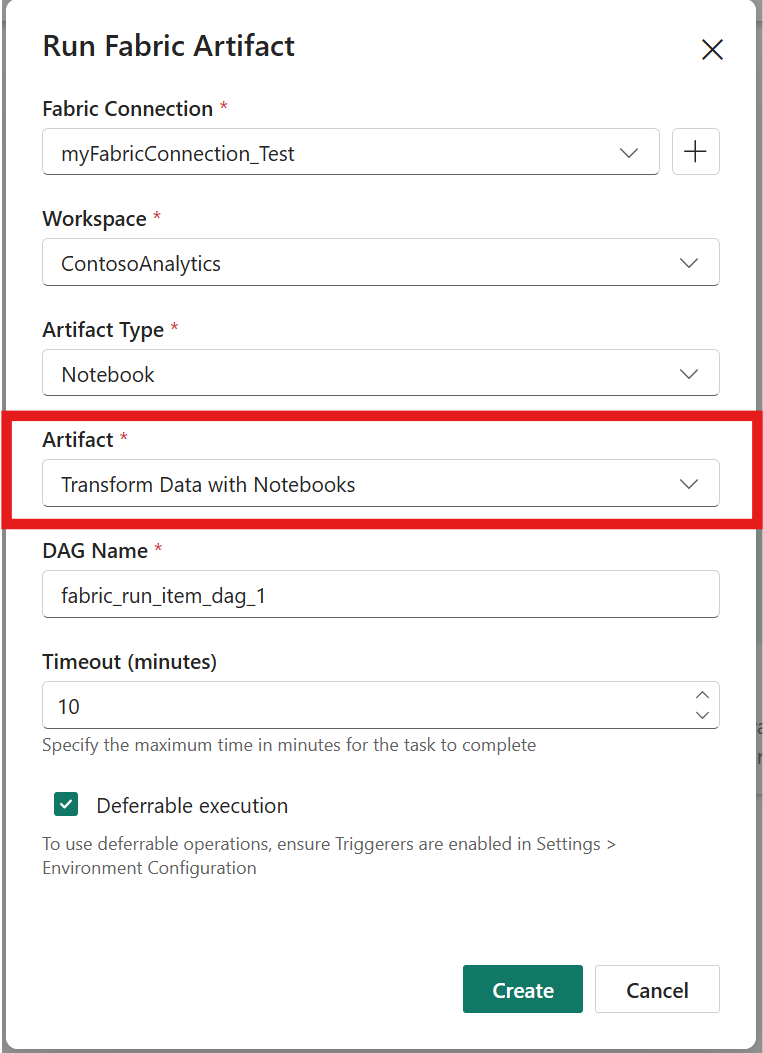 Run Fabric Artifact
Fabric Connection *
myFabricConnection_Test
Workspace *
ContosoAnalytics
Artifact Type *
Notebook
Artifact *
Transform Data with Notebooks
DAG Name *
fabric_run_item_dag_1
Timeout (minutes)
10
Specify the maximum time in minutes for the task to complete
Deferrable execution
To use deferrable operations, ensure Triggerers are enabled in Settings >
Environment Configuration
Create Cancel